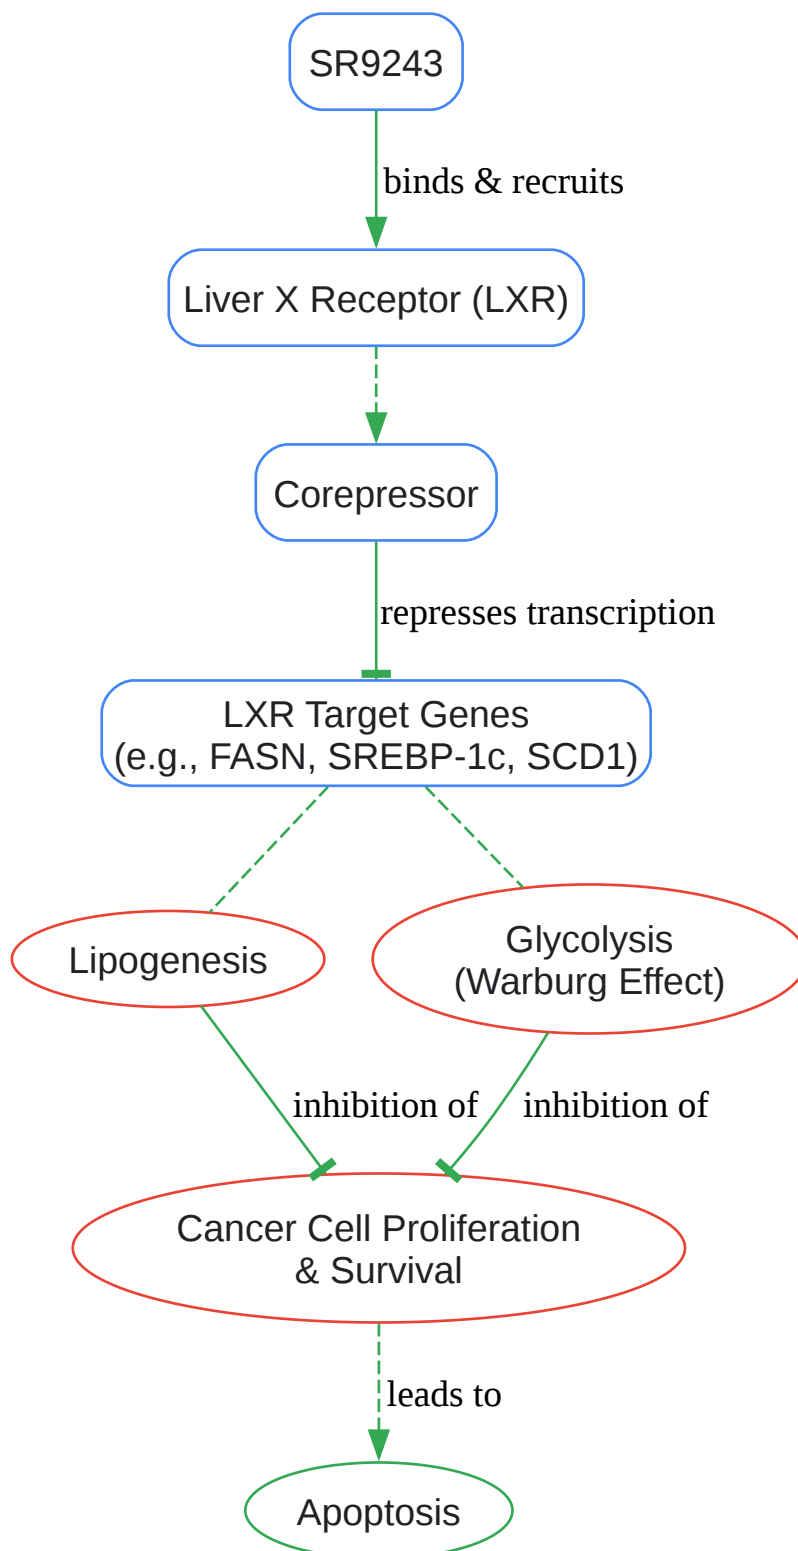 SR9243
binds & recruits
Liver X Receptor (LXR)
Corepressor
represses transcription
LXR Target Genes
(e.g., FASN, SREBP-1c, SCD1)
Lipogenesis
Glycolysis
(Warburg Effect)
inhibition of
inhibition of
Cancer Cell Proliferation
& Survival
leads to
Apoptosis